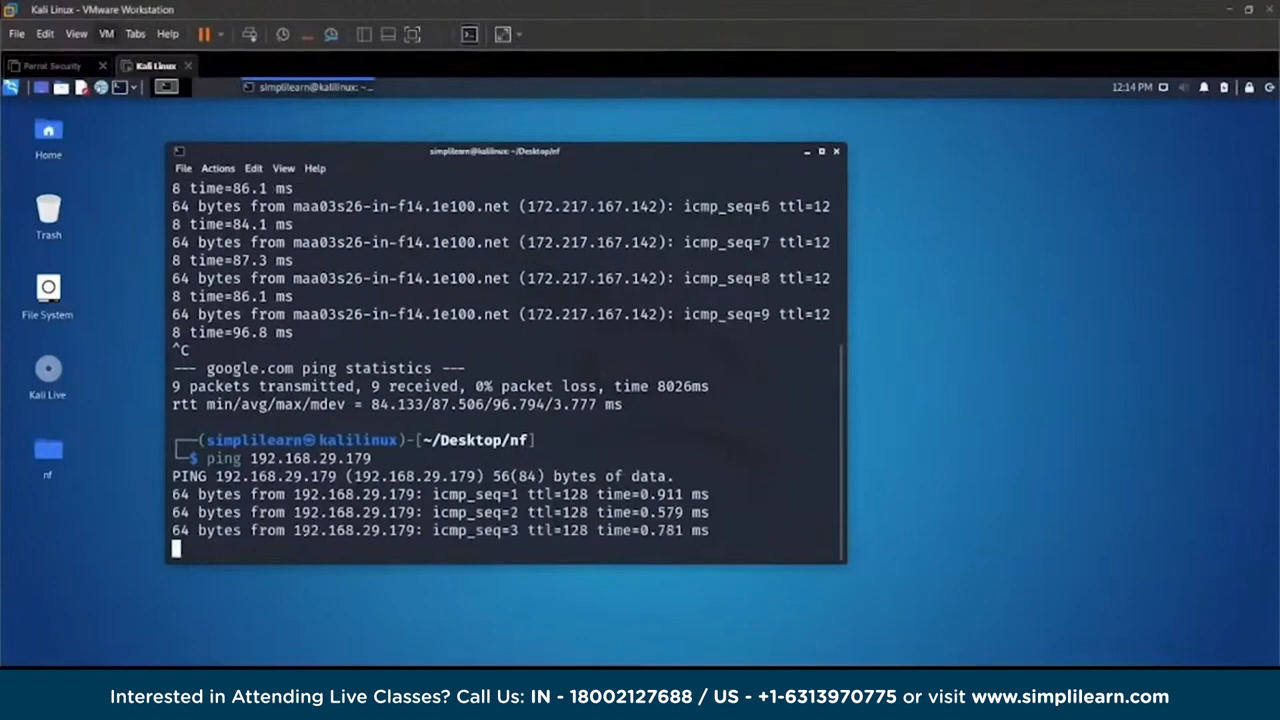 Kali Linux - VMware Workstation
File Edit View VM Tabs Help
Parrot Security
Kali Linux
simplilearn@kalilinux: ~...
12:14 PM
Home
Trash
File System
Kali Live
nf
simplilearn@kalilinux: ~/Desktop/nf
File Actions Edit View Help
8 time=86.1 ms
64 bytes from maa03s26-in-f14.1e100.net (172.217.167.142): icmp_seq=6 ttl=12
8 time=84.1 ms
64 bytes from maa03s26-in-f14.1e100.net (172.217.167.142): icmp_seq=7 ttl=12
8 time=87.3 ms
64 bytes from maa03s26-in-f14.1e100.net (172.217.167.142): icmp_seq=8 ttl=12
8 time=86.1 ms
64 bytes from maa03s26-in-f14.1e100.net (172.217.167.142): icmp_seq=9 ttl=12
8 time=96.8 ms
^C
--- google.com ping statistics ---
9 packets transmitted, 9 received, 0% packet loss, time 8026ms
rtt min/avg/max/mdev = 84.133/87.506/96.794/3.777 ms
┌──(simplilearn㉿kalilinux)-[~/Desktop/nf]
└─$ ping 192.168.29.179
PING 192.168.29.179 (192.168.29.179) 56(84) bytes of data.
64 bytes from 192.168.29.179: icmp_seq=1 ttl=128 time=0.911 ms
64 bytes from 192.168.29.179: icmp_seq=2 ttl=128 time=0.579 ms
64 bytes from 192.168.29.179: icmp_seq=3 ttl=128 time=0.781 ms
Interested in Attending Live Classes? Call Us: IN - 18002127688 / US - +1-6313970775 or visit www.simplilearn.com